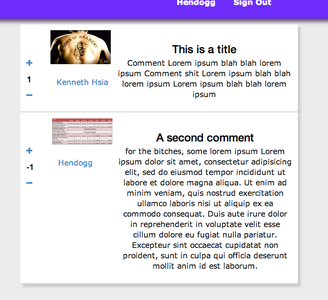 Hendogg Sign Out
This is a title
+
Comment Lorem ipsum blah blah lorem
1
ipsum Comment shit Lorem ipsum blah blah
–
Kenneth Hsia
lorem ipsum Lorem ipsum blah blah lorem
ipsum
A second comment
+
for the bitches, some lorem ipsum Lorem
-1
Hendogg
ipsum dolor sit amet, consectetur adipisicing
elit, sed do eiusmod tempor incididunt ut
–
labore et dolore magna aliqua. Ut enim ad
minim veniam, quis nostrud exercitation
ullamco laboris nisi ut aliquip ex ea
commodo consequat. Duis aute irure dolor
in reprehenderit in voluptate velit esse
cillum dolore eu fugiat nulla pariatur.
Excepteur sint occaecat cupidatat non
proident, sunt in culpa qui officia deserunt
mollit anim id est laborum.